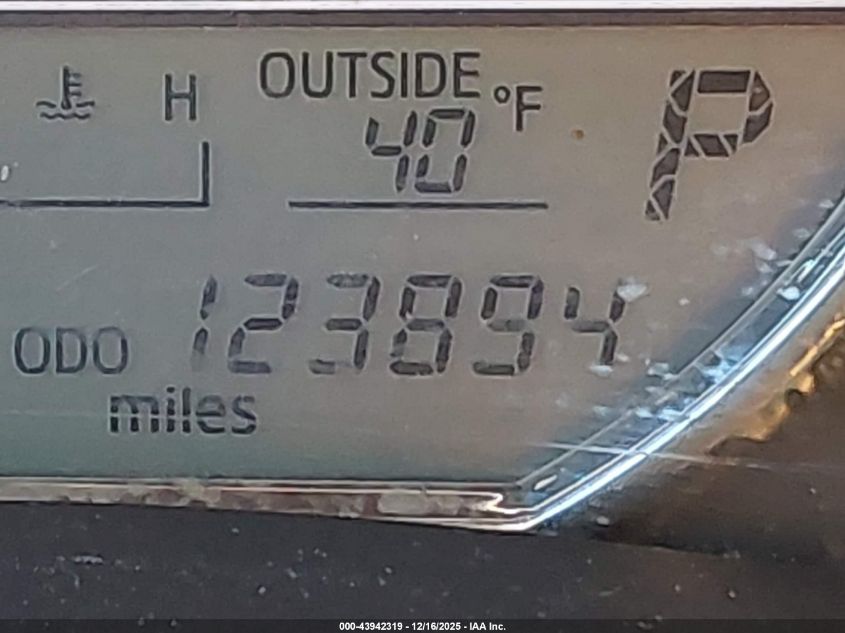 H
OUTSIDE
40 °F
P
ODO 123894
miles
000-43942319 - 12/16/2025 - IAA Inc.